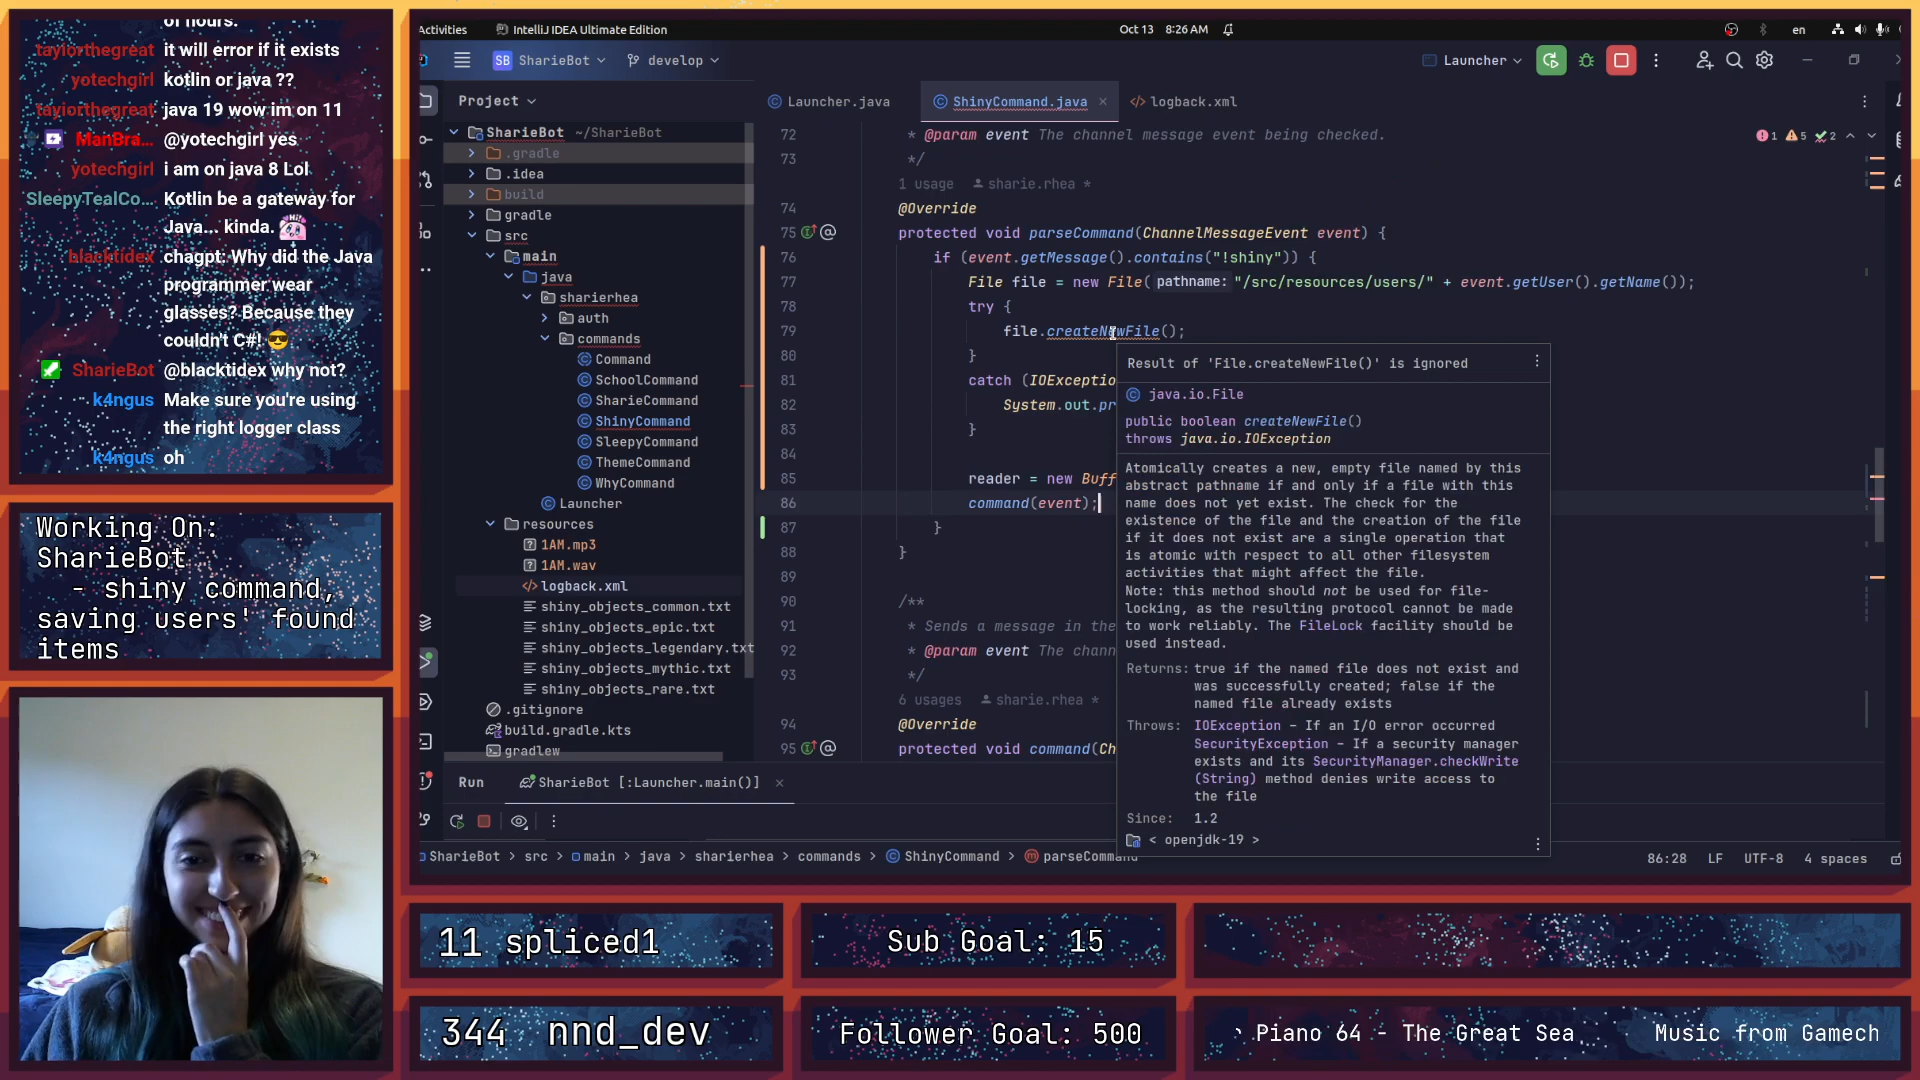 of hours.
taylorthegreat it will error if it exists
yotechgirl kotlin or java ??
taylorthegreat java 19 wow im on 11
ManBra... @yotechgirl yes
yotechgirl i am on java 8 Lol
SleepyTealCo... Kotlin be a gateway for
Java... kinda.
blacktidex chagpt: Why did the Java
programmer wear
glasses? Because they
couldn't C#!
SharieBot @blacktidex why not?
k4ngus Make sure you're using
the right logger class
k4ngus oh
Working On:
SharieBot
- shiny command,
saving users' found
items
Activities
IntelliJ IDEA Ultimate Edition
Oct 13 8:26 AM
en
SB SharieBot
develop
Launcher
Project
Launcher.java
ShinyCommand.java
logback.xml
SharieBot ~/SharieBot
.gradle
.idea
build
gradle
src
main
java
sharierhea
auth
commands
Command
SchoolCommand
SharieCommand
ShinyCommand
SleepyCommand
ThemeCommand
WhyCommand
Launcher
resources
1AM.mp3
1AM.wav
logback.xml
shiny_objects_common.txt
shiny_objects_epic.txt
shiny_objects_legendary.txt
shiny_objects_mythic.txt
shiny_objects_rare.txt
.gitignore
build.gradle.kts
gradlew
1 5 2
72 * @param event The channel message event being checked.
73 */
1 usage sharie.rhea *
74 @Override
75 protected void parseCommand(ChannelMessageEvent event) {
76 if (event.getMessage().contains("!shiny")) {
77 File file = new File( pathname: "/src/resources/users/" + event.getUser().getName());
78 try {
79 file.createNewFile();
80 }
81 catch (IOExceptio
82 System.out.pr
83 }
84
85 reader = new Buff
86 command(event);
87 }
88 }
89
90 /**
91 * Sends a message in the
92 * @param event The chann
93 */
6 usages sharie.rhea *
94 @Override
95 protected void command(Ch
Result of 'File.createNewFile()' is ignored
java.io.File
public boolean createNewFile()
throws java.io.IOException
Atomically creates a new, empty file named by this
abstract pathname if and only if a file with this
name does not yet exist. The check for the
existence of the file and the creation of the file
if it does not exist are a single operation that
is atomic with respect to all other filesystem
activities that might affect the file.
Note: this method should not be used for file-
locking, as the resulting protocol cannot be made
to work reliably. The FileLock facility should be
used instead.
Returns: true if the named file does not exist and
was successfully created; false if the
named file already exists
Throws: IOException – If an I/O error occurred
SecurityException – If a security manager
exists and its SecurityManager.checkWrite
(String) method denies write access to
the file
Since: 1.2
< openjdk-19 >
Run
SharieBot [:Launcher.main()]
SharieBot > src > main > java > sharierhea > commands > ShinyCommand > parseCommand
86:28 LF UTF-8 4 spaces
11 spliced1
Sub Goal: 15
344 nnd_dev
Follower Goal: 500
Piano 64 - The Great Sea
Music from Gamech